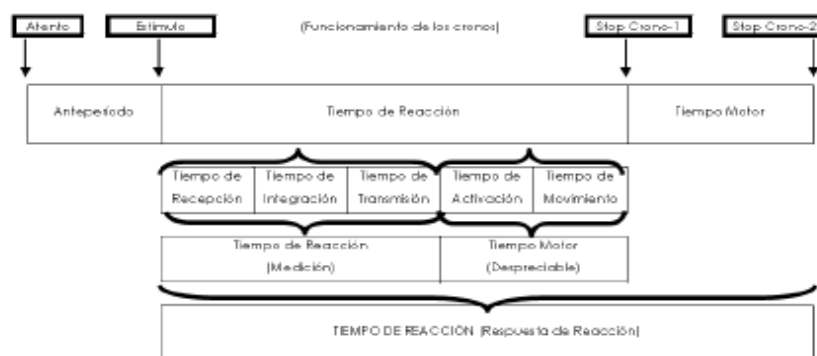 Atento Estímulo (Funcionamiento de los cronos) Stop Crono-1 Stop Crono-2
Anteperíodo Tiempo de Reacción Tiempo Motor
Tiempo de Tiempo de Tiempo de Tiempo de Tiempo de
Recepción Integración Transmisión Activación Movimiento
Tiempo de Reacción Tiempo Motor
(Medición) (Despreciable)
TIEMPO DE REACCIÓN (Respuesta de Reacción)